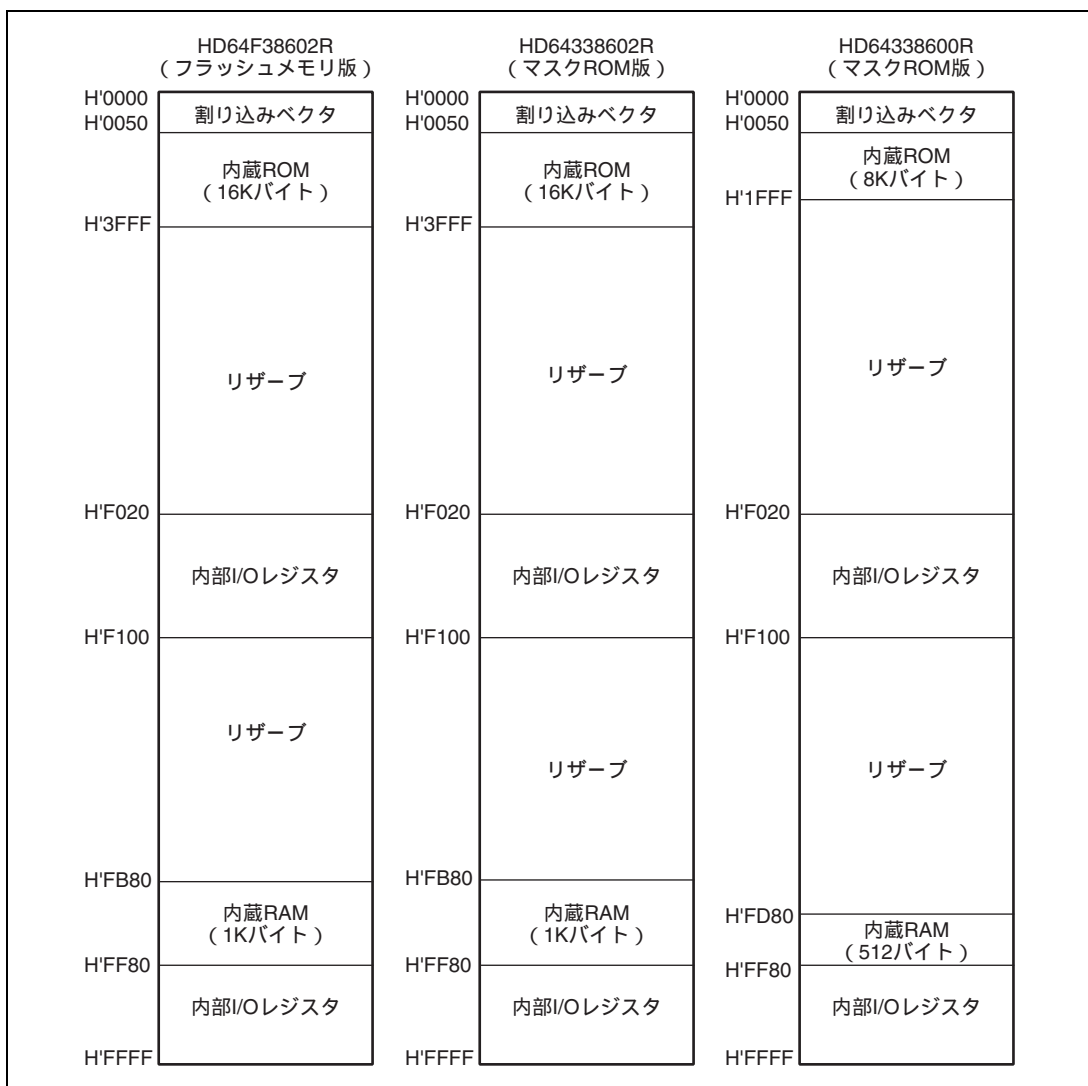 HD64F38602R
（フラッシュメモリ版）
H'0000
割り込みベクタ
H'0050
内蔵ROM
（16Kバイト）
H'3FFF
リザーブ
H'F020
内部I/Oレジスタ
H'F100
リザーブ
H'FB80
内蔵RAM
（1Kバイト）
H'FF80
内部I/Oレジスタ
H'FFFF
HD64338602R
（マスクROM版）
H'0000
割り込みベクタ
H'0050
内蔵ROM
（16Kバイト）
H'3FFF
リザーブ
H'F020
内部I/Oレジスタ
H'F100
リザーブ
H'FB80
内蔵RAM
（1Kバイト）
H'FF80
内部I/Oレジスタ
H'FFFF
HD64338600R
（マスクROM版）
H'0000
割り込みベクタ
H'0050
内蔵ROM
（8Kバイト）
H'1FFF
リザーブ
H'F020
内部I/Oレジスタ
H'F100
リザーブ
H'FD80
内蔵RAM
（512バイト）
H'FF80
内部I/Oレジスタ
H'FFFF